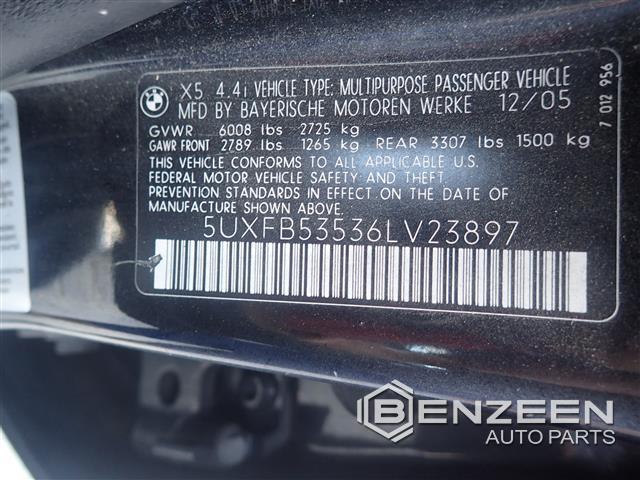 X5 4.4i VEHICLE TYPE: MULTIPURPOSE PASSENGER VEHICLE
MFD BY BAYERISCHE MOTOREN WERKE 12/05
GVWR 6008 lbs 2725 kg
GAWR FRONT 2789 lbs 1265 kg REAR 3307 lbs 1500 kg
THIS VEHICLE CONFORMS TO ALL APPLICABLE U.S.
FEDERAL MOTOR VEHICLE SAFETY AND THEFT
PREVENTION STANDARDS IN EFFECT ON THE DATE OF
MANUFACTURE SHOWN ABOVE.
5UXFB53536LV23897
7 012 956
BENZEEN
AUTO PARTS